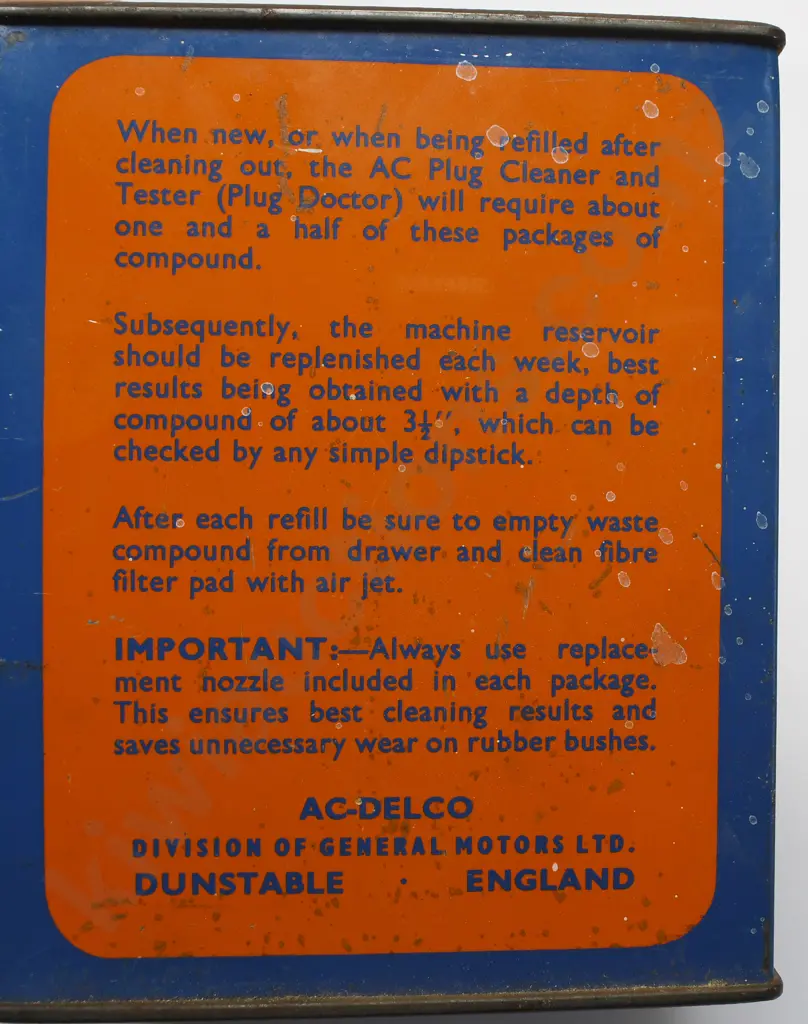 When new, or when being refilled after
cleaning out, the AC Plug Cleaner and
Tester (Plug Doctor) will require about
one and a half of these packages of
compound.
Subsequently, the machine reservoir
should be replenished each week, best
results being obtained with a depth of
compound of about 3½″, which can be
checked by any simple dipstick.
After each refill be sure to empty waste
compound from drawer and clean fibre
filter pad with air jet.
IMPORTANT:—Always use replace-
ment nozzle included in each package.
This ensures best cleaning results and
saves unnecessary wear on rubber bushes.
AC-DELCO
DIVISION OF GENERAL MOTORS LTD.
DUNSTABLE · ENGLAND